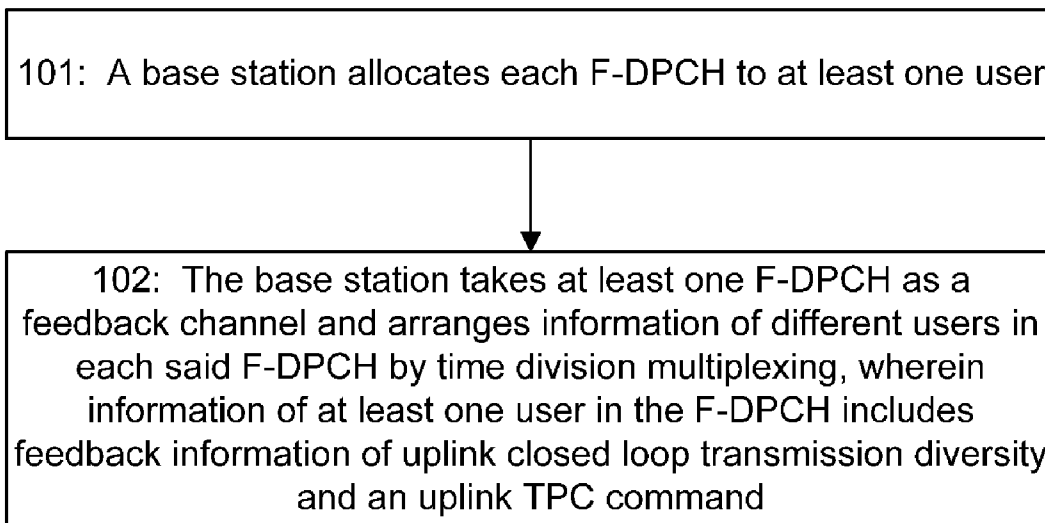 101: A base station allocates each F-DPCH to at least one user
102: The base station takes at least one F-DPCH as a
feedback channel and arranges information of different users in
each said F-DPCH by time division multiplexing, wherein
information of at least one user in the F-DPCH includes
feedback information of uplink closed loop transmission diversity
and an uplink TPC command